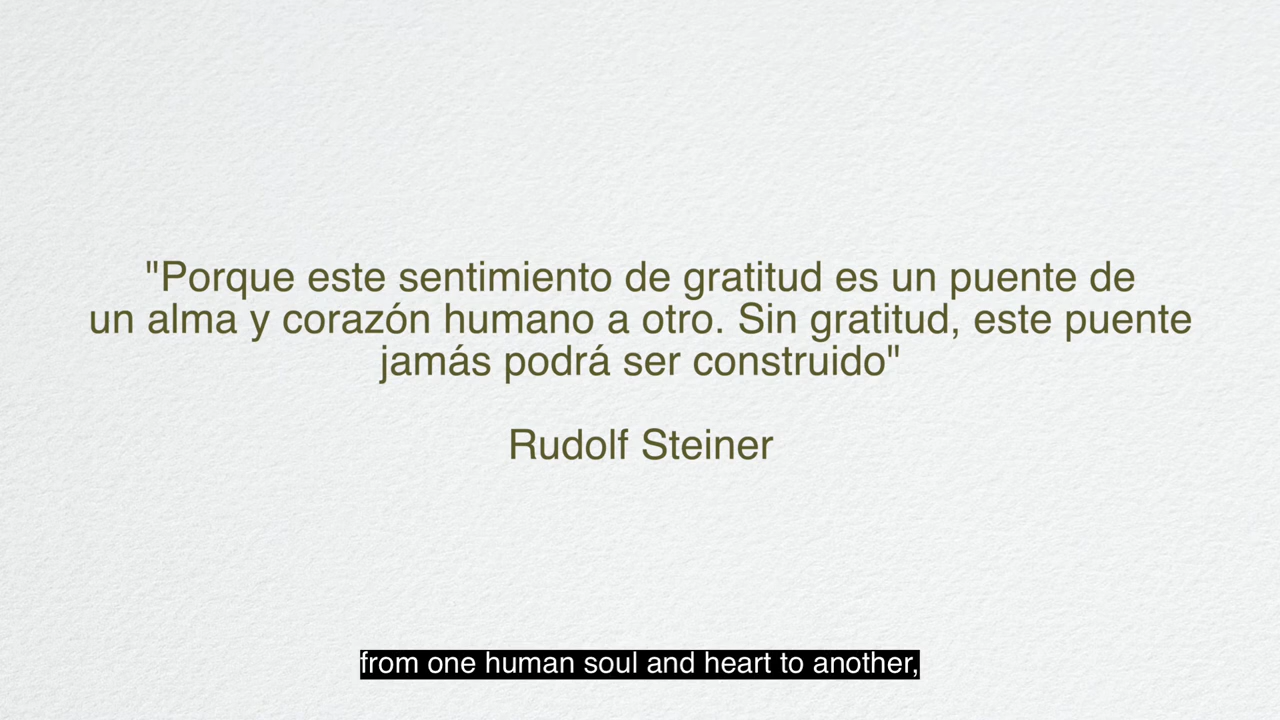 "Porque este sentimiento de gratitud es un puente de
un alma y corazón humano a otro. Sin gratitud, este puente
jamás podrá ser construido"
Rudolf Steiner
from one human soul and heart to another,